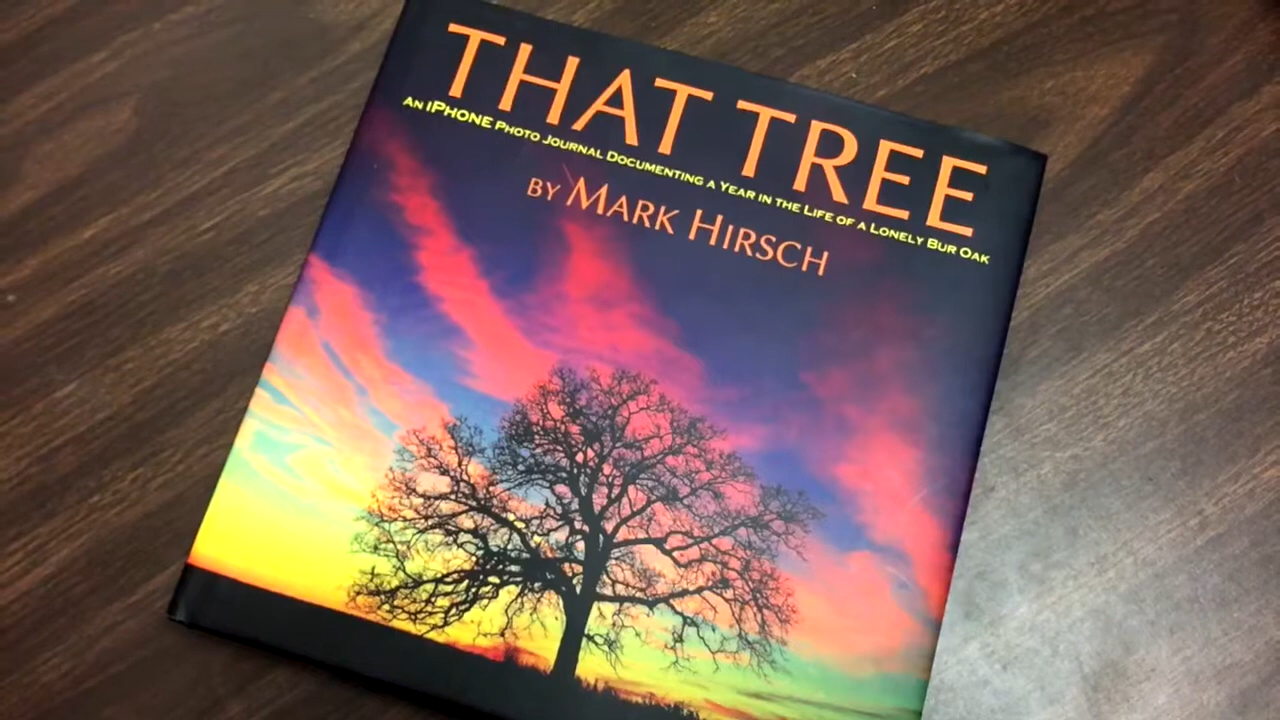 THAT TREE
AN iPHONE PHOTO JOURNAL DOCUMENTING A YEAR IN THE LIFE OF A LONELY BUR OAK
BY MARK HIRSCH